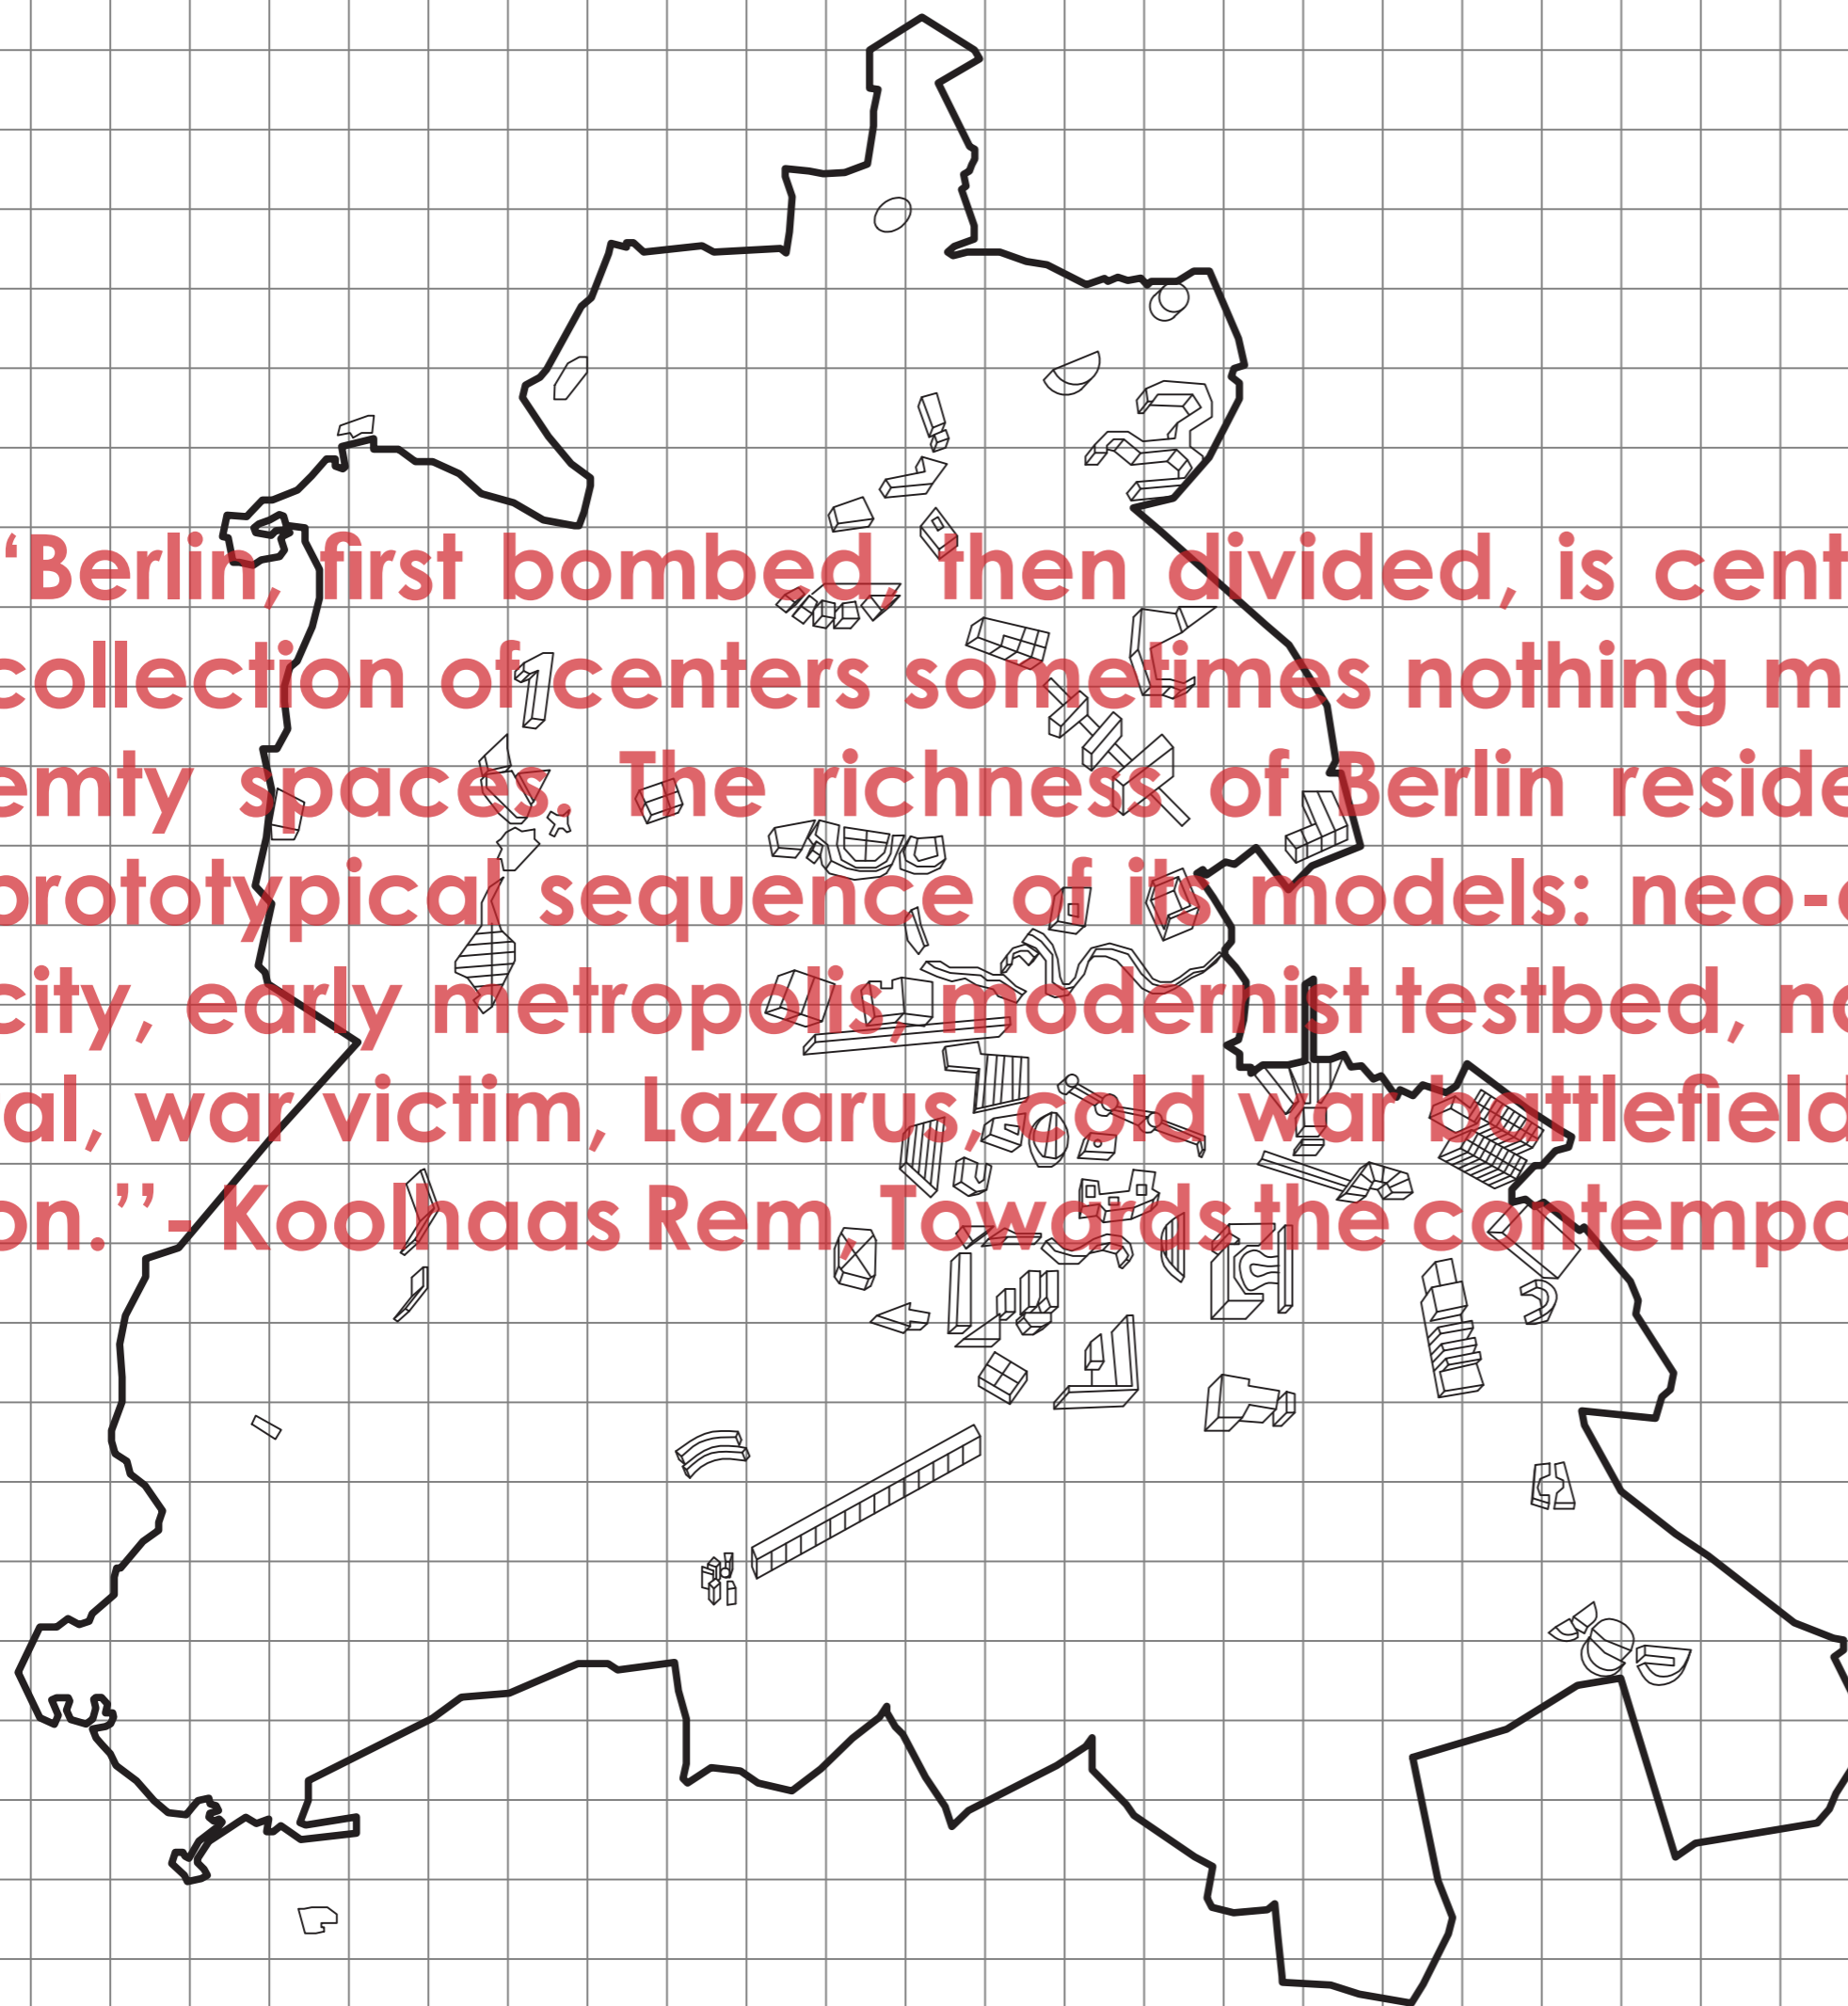 ‘Berlin, first bombed, then divided, is cent
collection of centers sometimes nothing m
emty spaces. The richness of Berlin reside
prototypical sequence of its models: neo-c
city, early metropolis, modernist testbed, na
al, war victim, Lazarus, cold war battlefield
on.’’- Koolhaas Rem, Towards the contempo